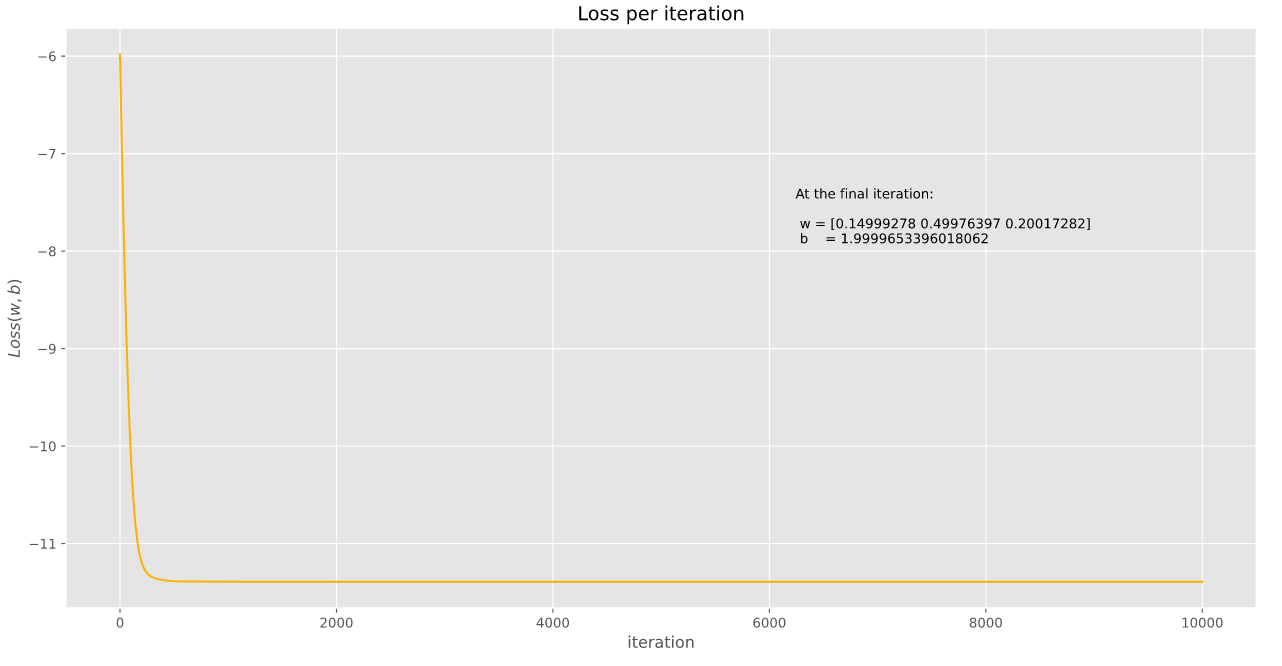 Loss per iteration
−6
−7
−8
−9
−10
−11
Loss(w, b)
At the final iteration:
w = [0.14999278 0.49976397 0.20017282]
b = 1.9999653396018062
0 2000 4000 6000 8000 10000
iteration